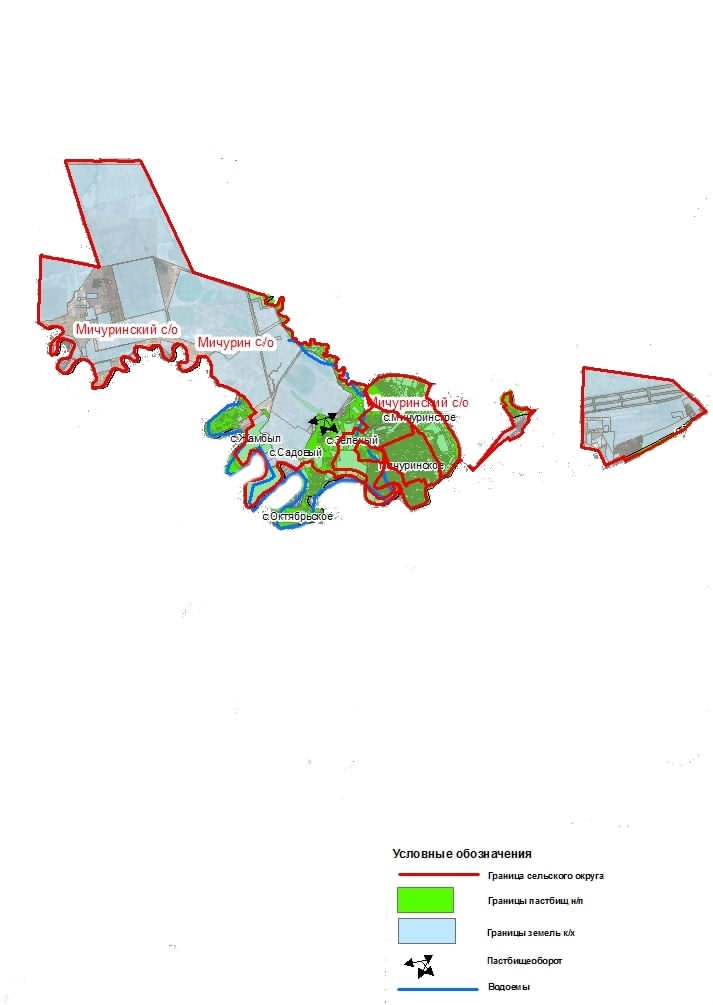 Мичуринский с/о
Мичурин с/о
Мичуринский с/о
с.Мичуринское
с.Жамбыл
с.Зеленый
с.Садовый
Мичуринское
с.Октябрьское
Условные обозначения
Граница сельского округа
Границы пастбищ н/п
Границы земель к/х
Пастбищеоборот
Водоемы